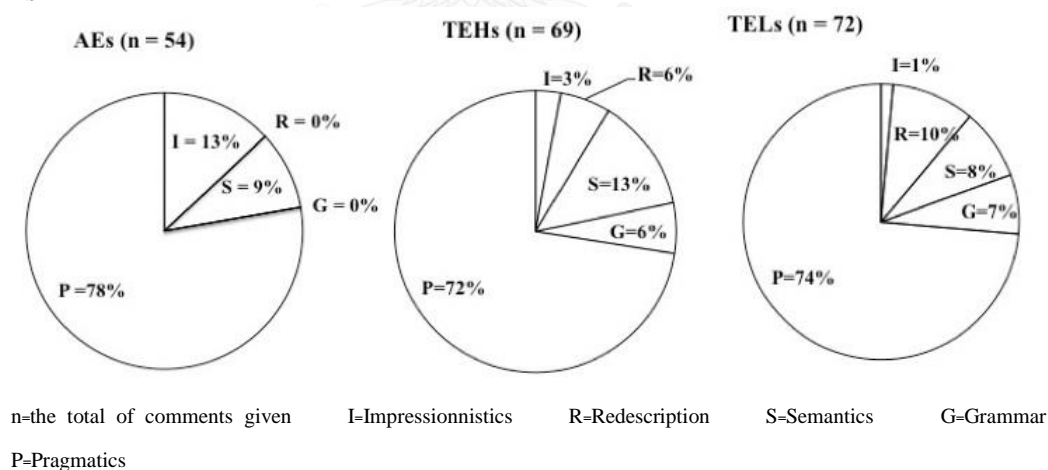 AEs (n = 54)
I = 13%
R = 0%
S = 9%
G = 0%
P =78%
TEHs (n = 69)
I=3%
R=6%
S=13%
G=6%
P=72%
TELs (n = 72)
I=1%
R=10%
S=8%
G=7%
P=74%
n=the total of comments given I=Impressionnistics R=Redescription S=Semantics G=Grammar
P=Pragmatics